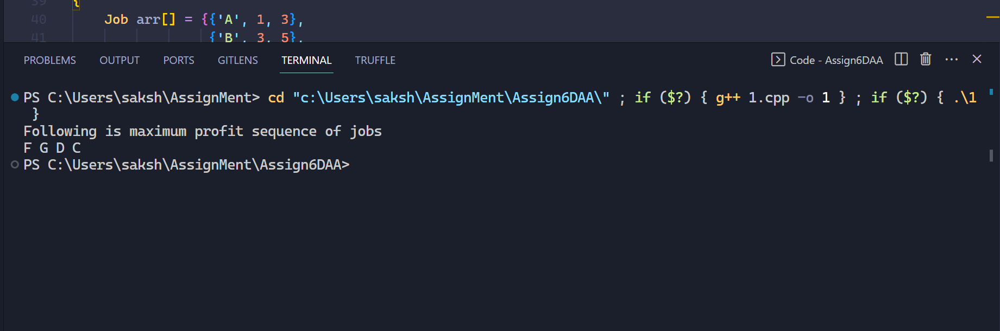 39 {
40 Job arr[] = {{'A', 1, 3},
41 {'B', 3, 5},
PROBLEMS OUTPUT PORTS GITLENS TERMINAL TRUFFLE Code - Assign6DAA
PS C:\Users\saksh\AssignMent> cd "c:\Users\saksh\AssignMent\Assign6DAA\" ; if ($?) { g++ 1.cpp -o 1 } ; if ($?) { .\1
}
Following is maximum profit sequence of jobs
F G D C
PS C:\Users\saksh\AssignMent\Assign6DAA>